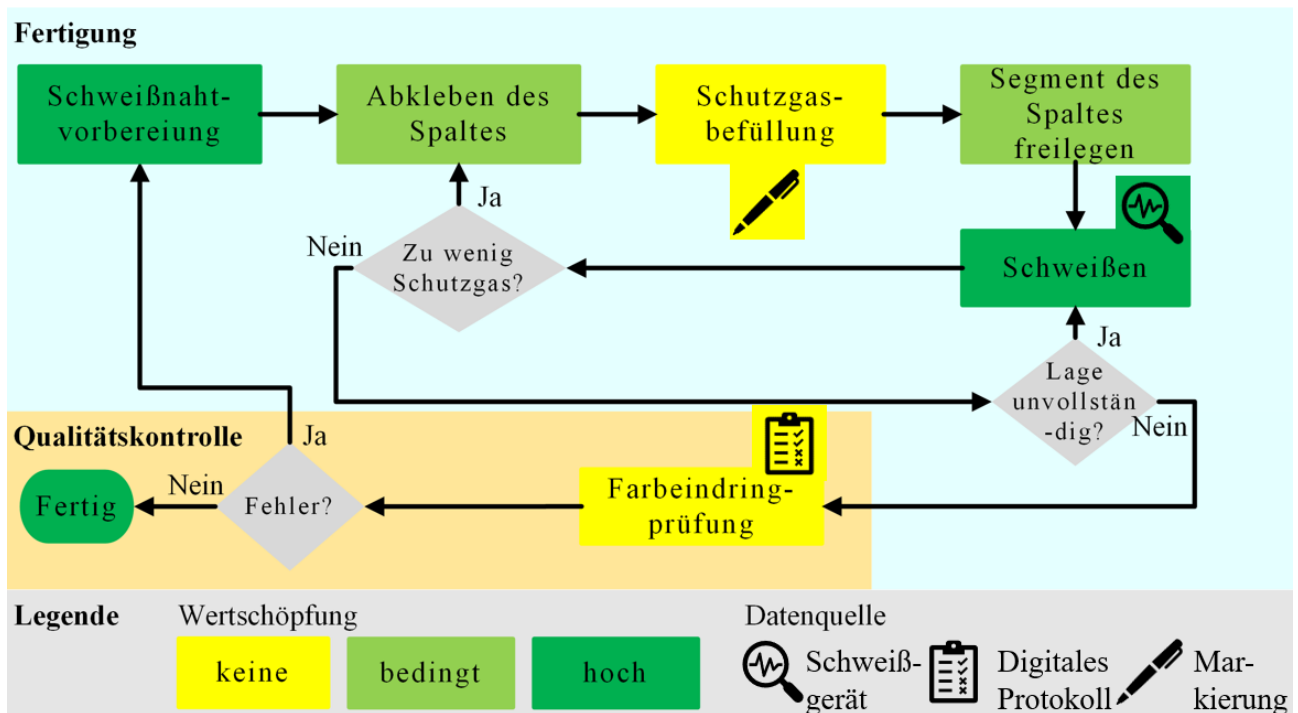 Fertigung
Schweißnaht-
vorbereiung
Abkleben des
Spaltes
Schutzgas-
befüllung
Segment des
Spaltes
freilegen
Ja
Nein
Zu wenig
Schutzgas?
Schweißen
Ja
Lage
unvollstän
-dig?
Nein
Qualitätskontrolle
Ja
Nein
Fertig
Fehler?
Farbeindring-
prüfung
Legende
Wertschöpfung
keine
bedingt
hoch
Datenquelle
Schweiß-
gerät
Digitales
Protokoll
Mar-
kierung